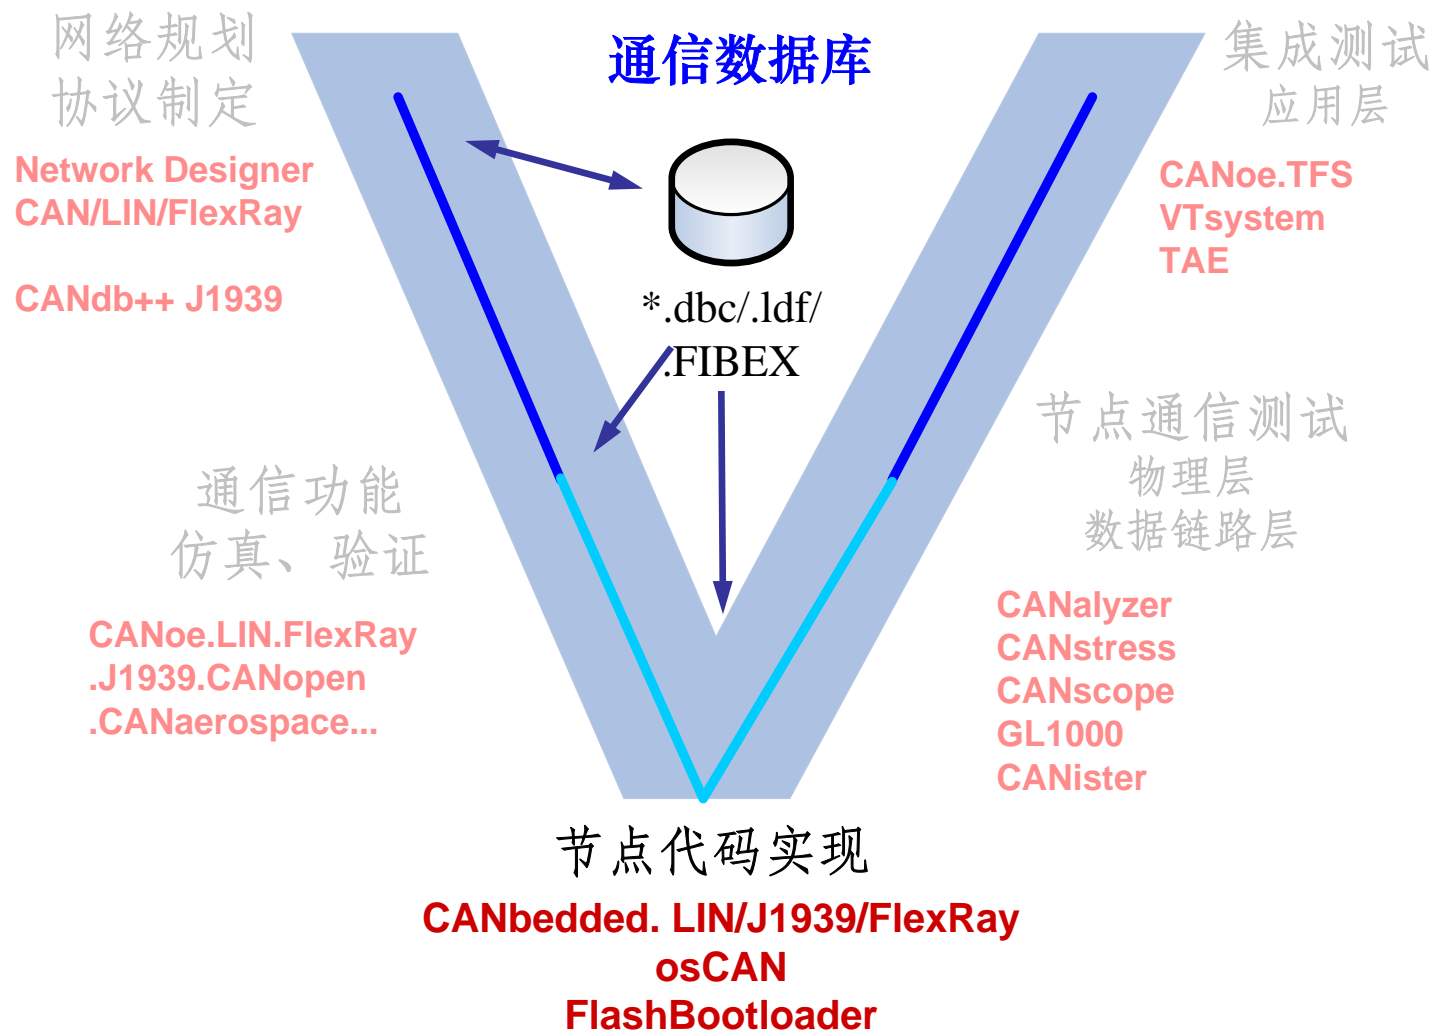 网络规划
协议制定
Network Designer
CAN/LIN/FlexRay
CANdb++ J1939
通信数据库
*.dbc/.ldf/
.FIBEX
集成测试
应用层
CANoe.TFS
VTsystem
TAE
通信功能
仿真、验证
CANoe.LIN.FlexRay
.J1939.CANopen
.CANaerospace...
节点通信测试
物理层
数据链路层
CANalyzer
CANstress
CANscope
GL1000
CANister
节点代码实现
CANbedded. LIN/J1939/FlexRay
osCAN
FlashBootloader